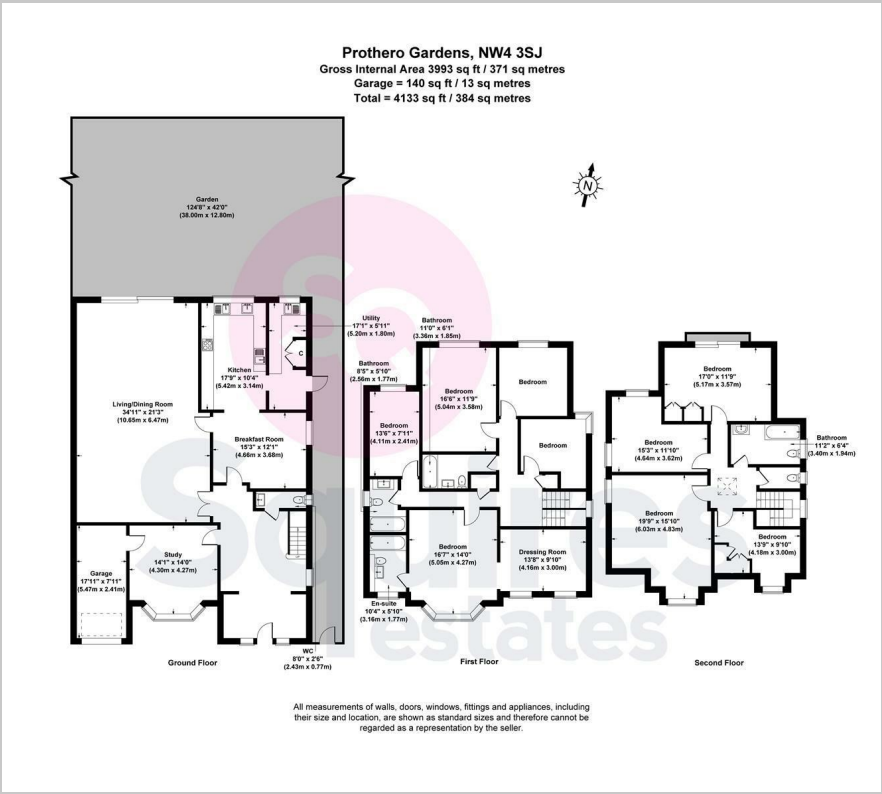 Prothero Gardens, NW4 3SJ
Gross Internal Area 3993 sq ft / 371 sq metres
Garage = 140 sq ft / 13 sq metres
Total = 4133 sq ft / 384 sq metres
N
Garden
124'8" x 42'0"
(38.00m x 12.80m)
Utility
17'1" x 5'11"
(5.20m x 1.80m)
C
Kitchen
17'9" x 10'4"
(5.42m x 3.14m)
Living/Dining Room
34'11" x 21'3"
(10.65m x 6.47m)
Breakfast Room
15'3" x 12'1"
(4.66m x 3.68m)
Study
14'1" x 14'0"
(4.30m x 4.27m)
Garage
17'11" x 7'11"
(5.47m x 2.41m)
WC
8'0" x 2'6"
(2.43m x 0.77m)
Ground Floor
Bathroom
11'0" x 6'1"
(3.36m x 1.85m)
Bathroom
8'5" x 5'10"
(2.56m x 1.77m)
Bedroom
Bedroom
16'6" x 11'9"
(5.04m x 3.58m)
Bedroom
13'6" x 7'11"
(4.11m x 2.41m)
Bedroom
Bedroom
16'7" x 14'0"
(5.05m x 4.27m)
Dressing Room
13'8" x 9'10"
(4.16m x 3.00m)
En-suite
10'4" x 5'10"
(3.16m x 1.77m)
First Floor
Bedroom
17'0" x 11'9"
(5.17m x 3.57m)
Bedroom
15'3" x 11'10"
(4.64m x 3.62m)
Bathroom
11'2" x 6'4"
(3.40m x 1.94m)
Bedroom
19'9" x 15'10"
(6.03m x 4.83m)
Bedroom
13'9" x 9'10"
(4.18m x 3.00m)
Second Floor
Squires
estates
All measurements of walls, doors, windows, fittings and appliances, including
their size and location, are shown as standard sizes and therefore cannot be
regarded as a representation by the seller.